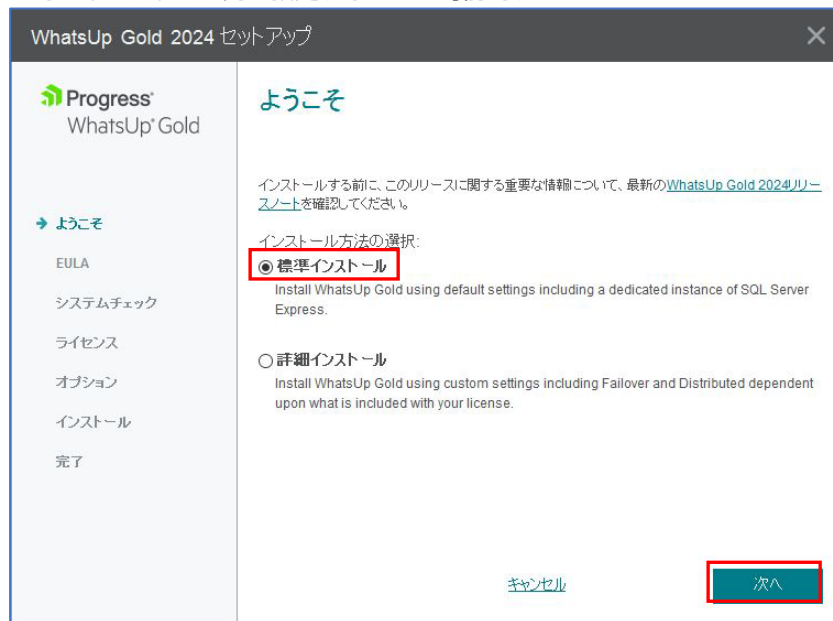 WhatsUp Gold 2024 セットアップ
Progress
WhatsUp Gold
ようこそ
インストールする前に、このリリースに関する重要な情報について、最新のWhatsUp Gold 2024リリー
スノートを確認してください。
→ ようこそ
EULA
システムチェック
ライセンス
オプション
インストール
完了
インストール方法の選択:
標準インストール
Install WhatsUp Gold using default settings including a dedicated instance of SQL Server
Express.
詳細インストール
Install WhatsUp Gold using custom settings including Failover and Distributed dependent
upon what is included with your license.
キャンセル
次へ